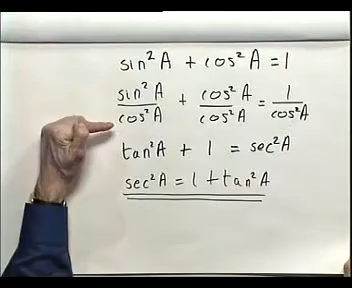 sin²A + cos²A = 1
sin²A/cos²A + cos²A/cos²A = 1/cos²A
tan²A + 1 = sec²A
sec²A = 1 + tan²A